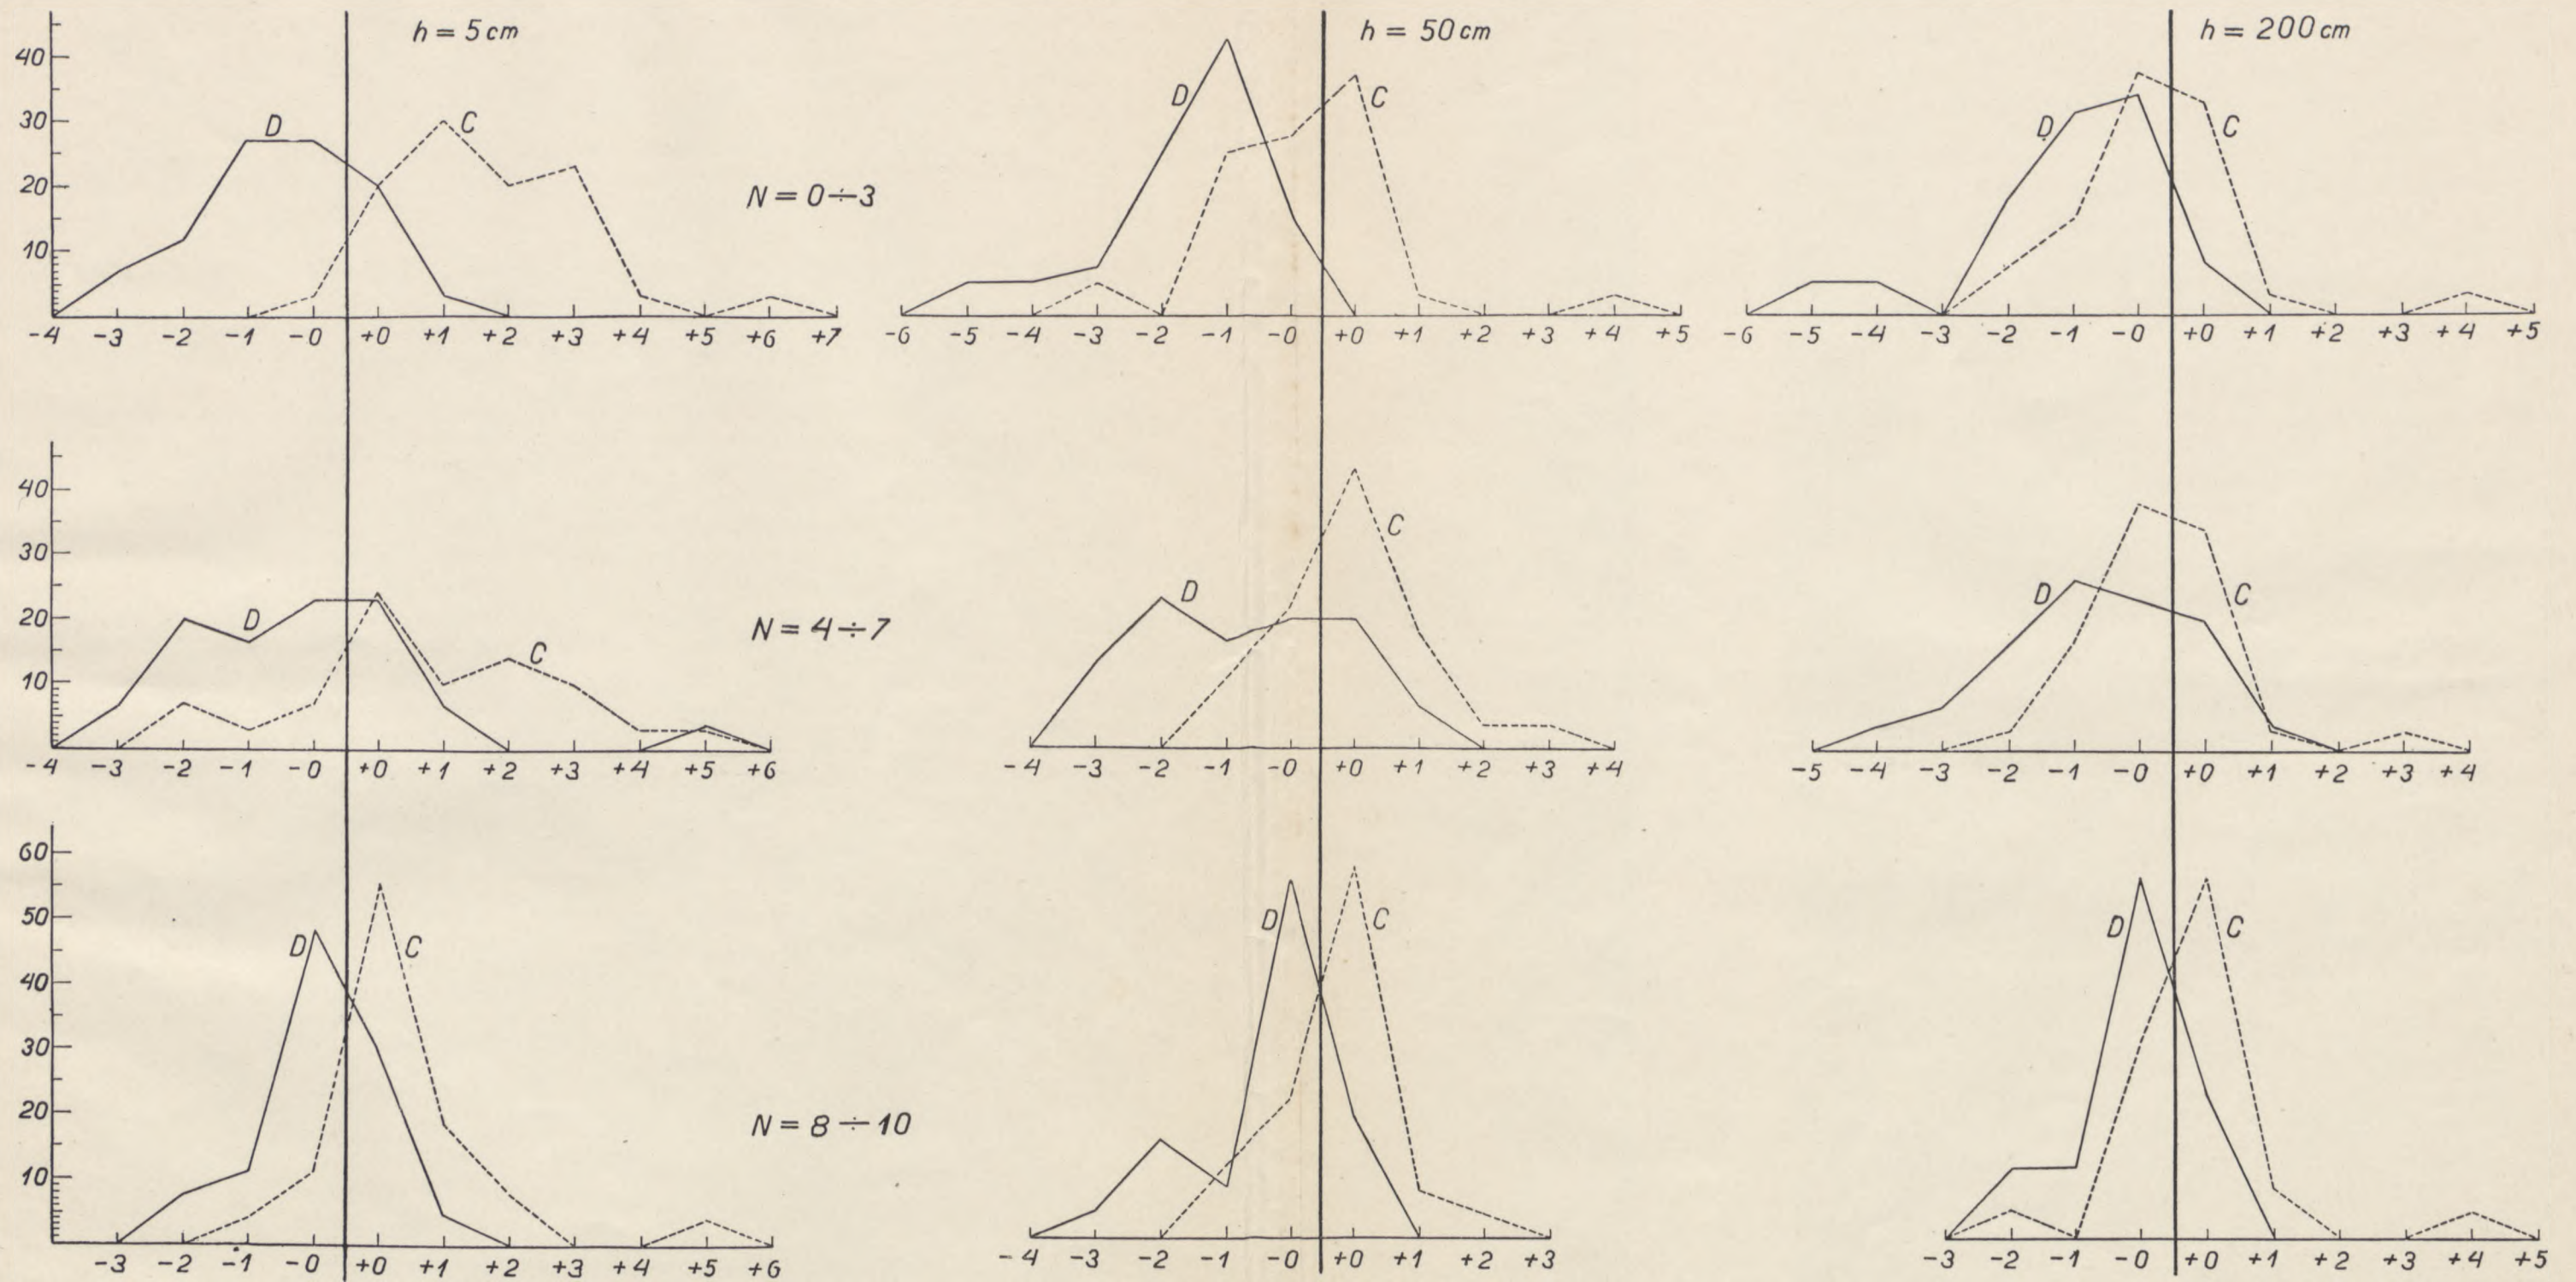 h = 5 cm
h = 50 cm
h = 200 cm
40
30
20
10
D
C
D
C
D
C
N = 0÷3
-4 -3 -2 -1 -0 +0 +1 +2 +3 +4 +5 +6 +7
-6 -5 -4 -3 -2 -1 -0 +0 +1 +2 +3 +4 +5
-6 -5 -4 -3 -2 -1 -0 +0 +1 +2 +3 +4 +5
40
30
20
10
D
C
D
C
D
C
N = 4÷7
-4 -3 -2 -1 -0 +0 +1 +2 +3 +4 +5 +6
-4 -3 -2 -1 -0 +0 +1 +2 +3 +4
-5 -4 -3 -2 -1 -0 +0 +1 +2 +3 +4
60
50
40
30
20
10
D
C
D
C
D
C
N = 8÷10
-3 -2 -1 -0 +0 +1 +2 +3 +4 +5 +6
-4 -3 -2 -1 -0 +0 +1 +2 +3
-3 -2 -1 -0 +0 +1 +2 +3 +4 +5